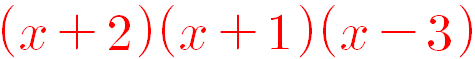 (x + 2)(x + 1)(x − 3)